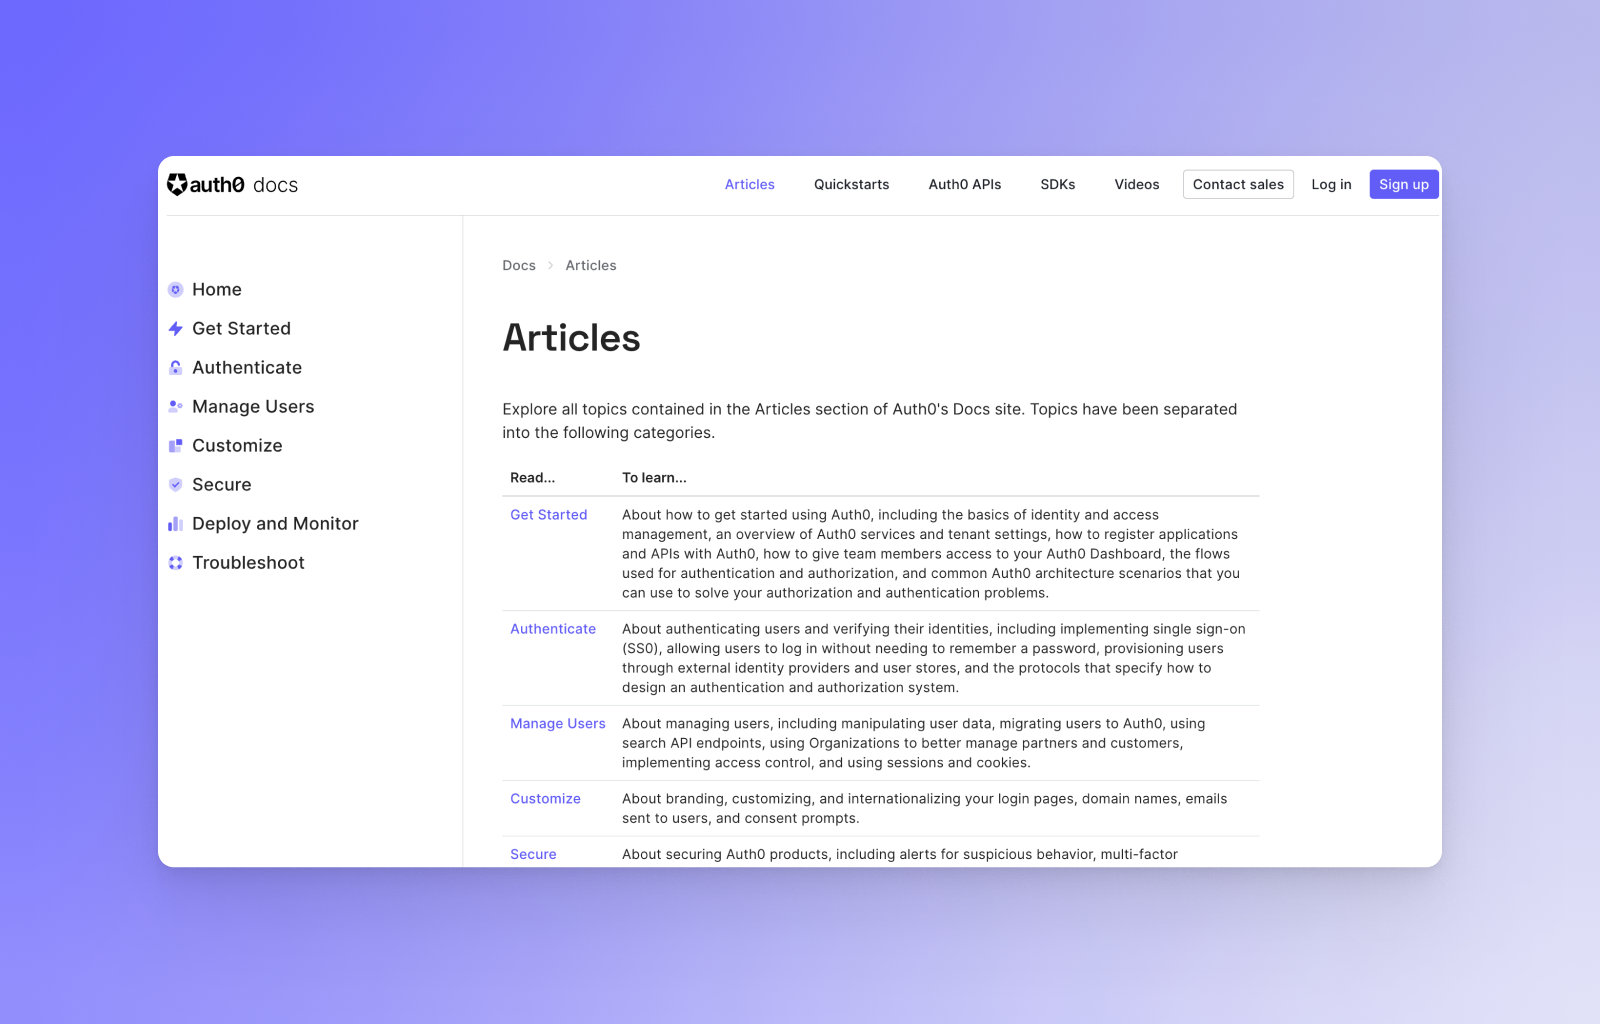 auth0 docs
Articles Quickstarts Auth0 APIs SDKs Videos Contact sales Log in Sign up
Home
Get Started
Authenticate
Manage Users
Customize
Secure
Deploy and Monitor
Troubleshoot
Docs Articles
Articles
Explore all topics contained in the Articles section of Auth0's Docs site. Topics have been separated
into the following categories.
Read... To learn...
Get Started About how to get started using Auth0, including the basics of identity and access
management, an overview of Auth0 services and tenant settings, how to register applications
and APIs with Auth0, how to give team members access to your Auth0 Dashboard, the flows
used for authentication and authorization, and common Auth0 architecture scenarios that you
can use to solve your authorization and authentication problems.
Authenticate About authenticating users and verifying their identities, including implementing single sign-on
(SS0), allowing users to log in without needing to remember a password, provisioning users
through external identity providers and user stores, and the protocols that specify how to
design an authentication and authorization system.
Manage Users About managing users, including manipulating user data, migrating users to Auth0, using
search API endpoints, using Organizations to better manage partners and customers,
implementing access control, and using sessions and cookies.
Customize About branding, customizing, and internationalizing your login pages, domain names, emails
sent to users, and consent prompts.
Secure About securing Auth0 products, including alerts for suspicious behavior, multi-factor